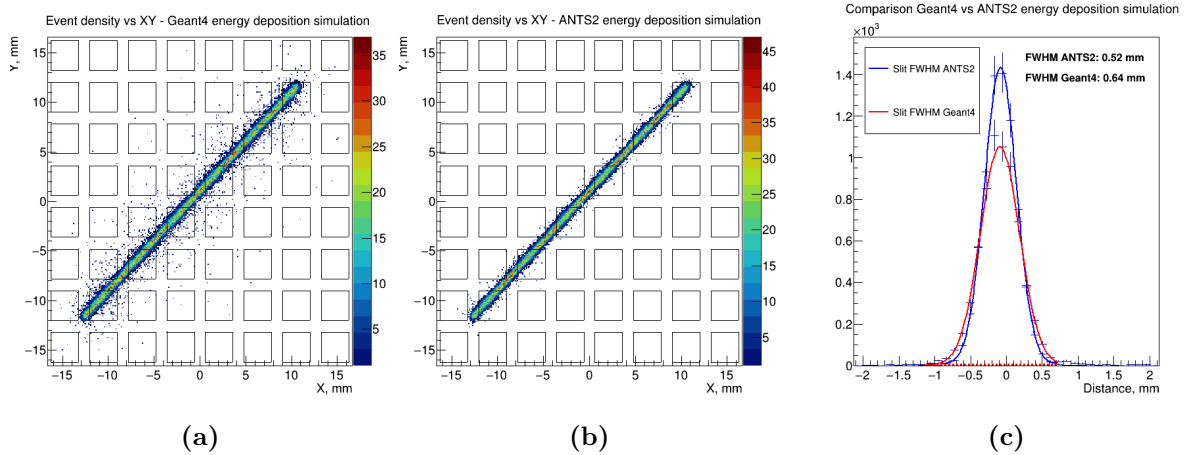 Event density vs XY - Geant4 energy deposition simulation
Y, mm
15
10
5
0
−5
−10
−15
−15 −10 −5 0 5 10 15
X, mm
35
30
25
20
15
10
5
(a)
Event density vs XY - ANTS2 energy deposition simulation
Y, mm
15
10
5
0
−5
−10
−15
−15 −10 −5 0 5 10 15
X, mm
45
40
35
30
25
20
15
10
5
(b)
Comparison Geant4 vs ANTS2 energy deposition simulation
×10³
Slit FWHM ANTS2
Slit FWHM Geant4
FWHM ANTS2: 0.52 mm
FWHM Geant4: 0.64 mm
1.4
1.2
1
0.8
0.6
0.4
0.2
0
−2 −1.5 −1 −0.5 0 0.5 1 1.5 2
Distance, mm
(c)